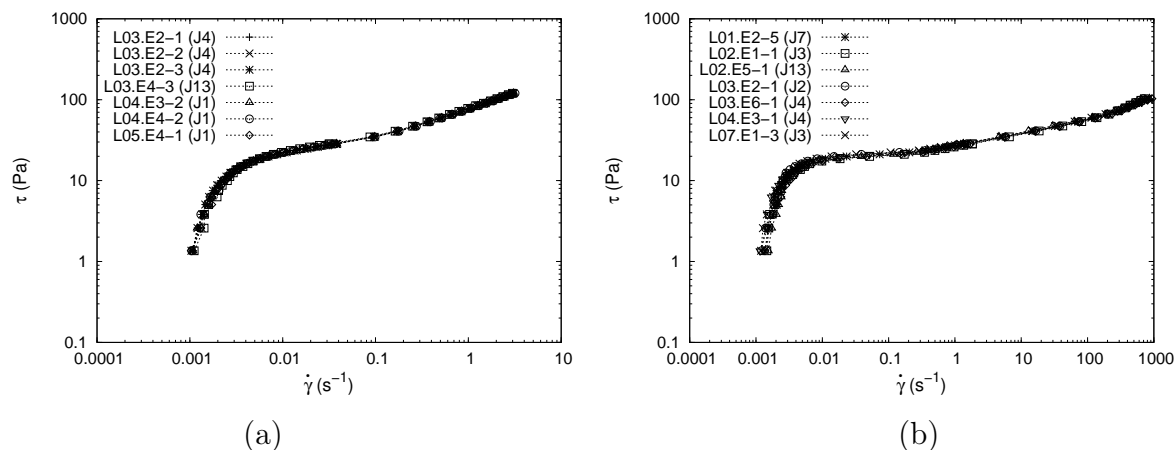 1000
100
10
1
0.1
τ (Pa)
L03.E2−1 (J4)
L03.E2−2 (J4)
L03.E2−3 (J4)
L03.E4−3 (J13)
L04.E3−2 (J1)
L04.E4−2 (J1)
L05.E4−1 (J1)
0.0001 0.001 0.01 0.1 1 10
γ̇ (s−1)
(a)
1000
100
10
1
0.1
τ (Pa)
L01.E2−5 (J7)
L02.E1−1 (J3)
L02.E5−1 (J13)
L03.E2−1 (J2)
L03.E6−1 (J4)
L04.E3−1 (J4)
L07.E1−3 (J3)
0.0001 0.001 0.01 0.1 1 10 100 1000
γ̇ (s−1)
(b)